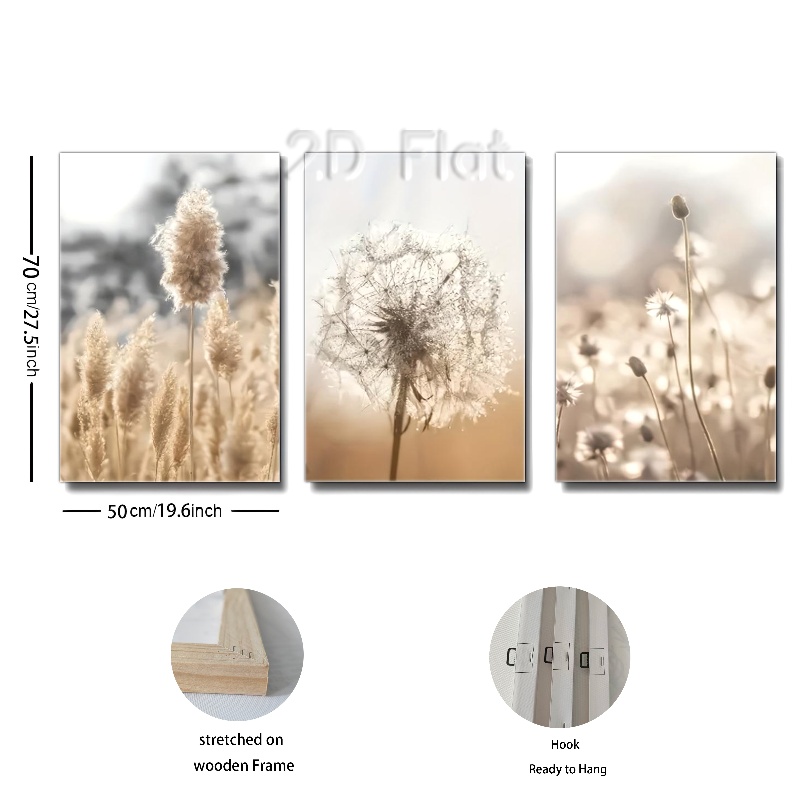 2D Flat
70 cm/27.5inch
50cm/19.6inch
stretched on
wooden Frame
Hook
Ready to Hang